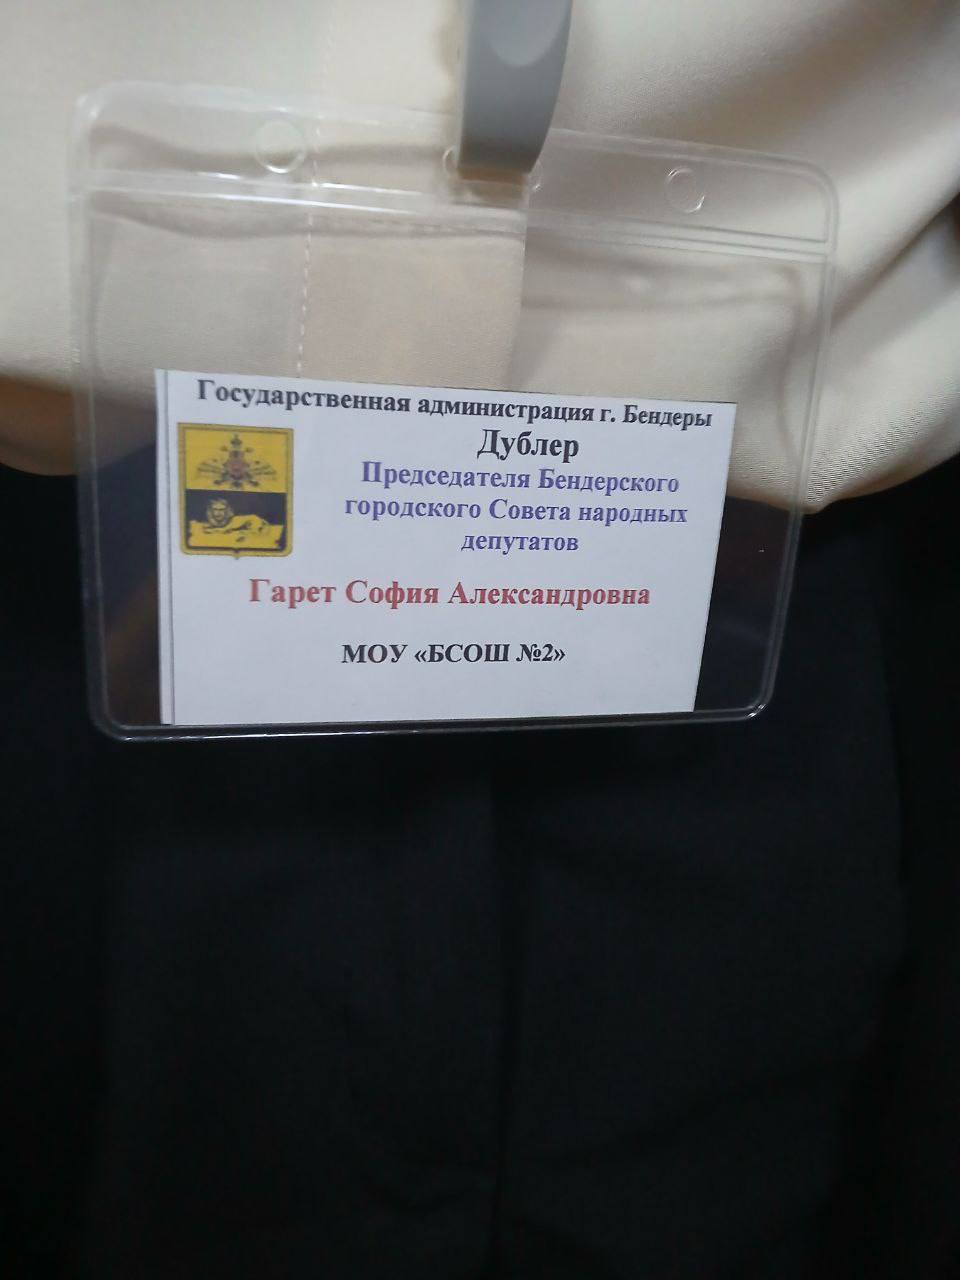 Государственная администрация г. Бендеры
Дублер
Председателя Бендерского
городского Совета народных
депутатов
Гарет София Александровна
МОУ «БСОШ №2»